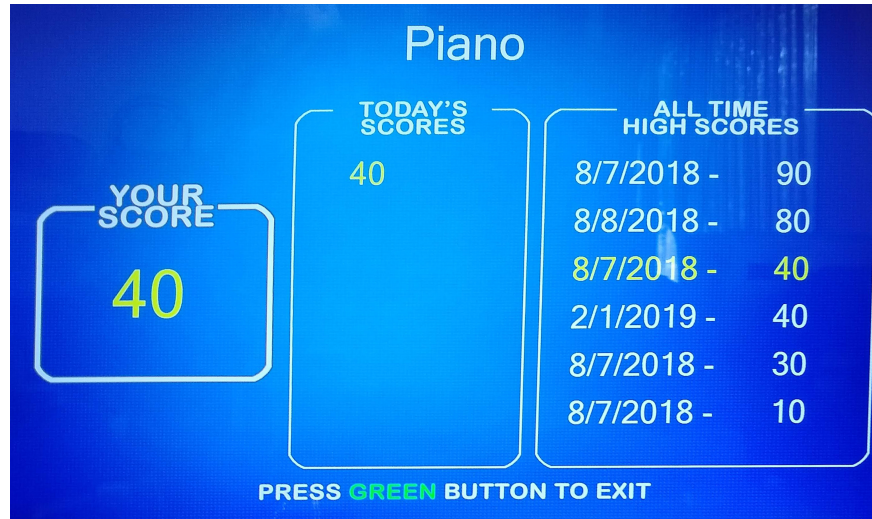 Piano
YOUR
SCORE
40
TODAY'S
SCORES
40
ALL TIME
HIGH SCORES
8/7/2018 - 90
8/8/2018 - 80
8/7/2018 - 40
2/1/2019 - 40
8/7/2018 - 30
8/7/2018 - 10
PRESS GREEN BUTTON TO EXIT